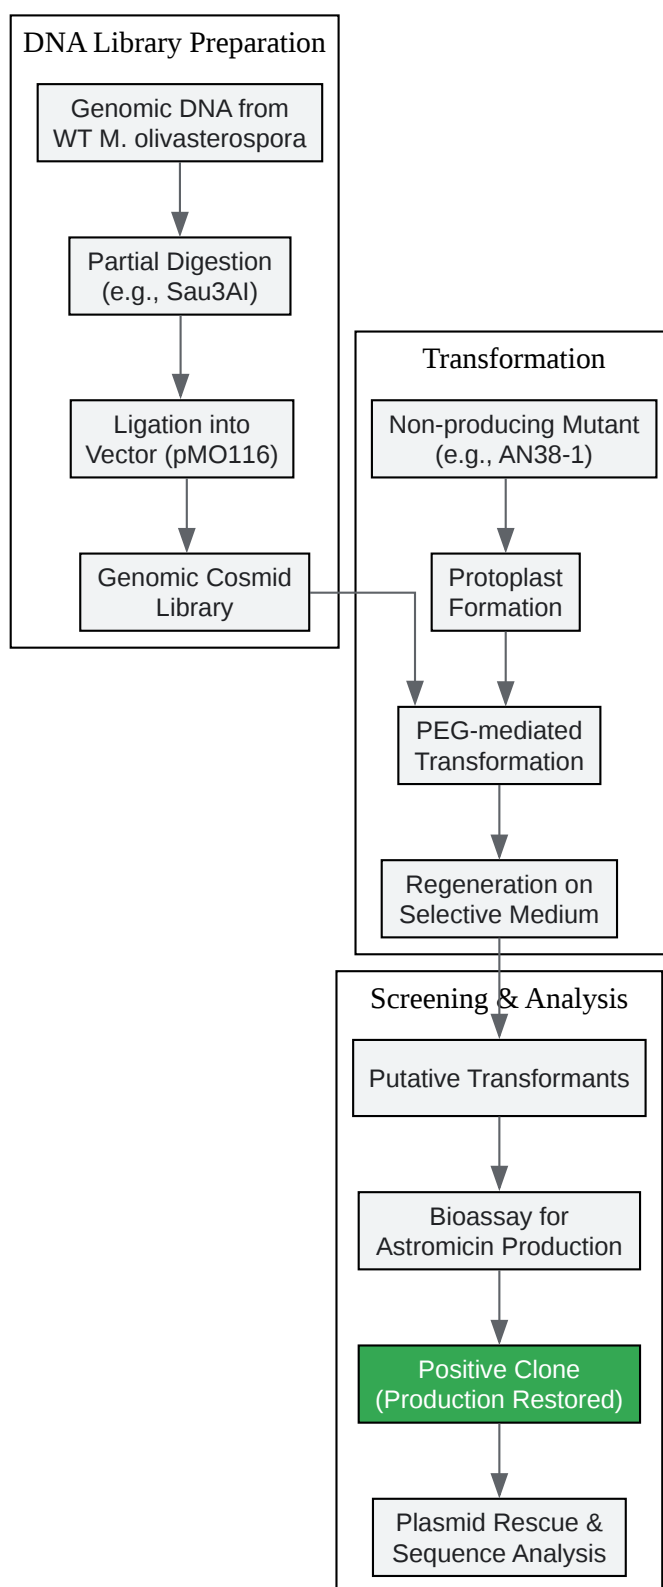 DNA Library Preparation
Genomic DNA from
WT M. olivasterospora
Partial Digestion
(e.g., Sau3AI)
Ligation into
Vector (pMO116)
Genomic Cosmid
Library
Transformation
Non-producing Mutant
(e.g., AN38-1)
Protoplast
Formation
PEG-mediated
Transformation
Regeneration on
Selective Medium
Screening & Analysis
Putative Transformants
Bioassay for
Astromicin Production
Positive Clone
(Production Restored)
Plasmid Rescue &
Sequence Analysis